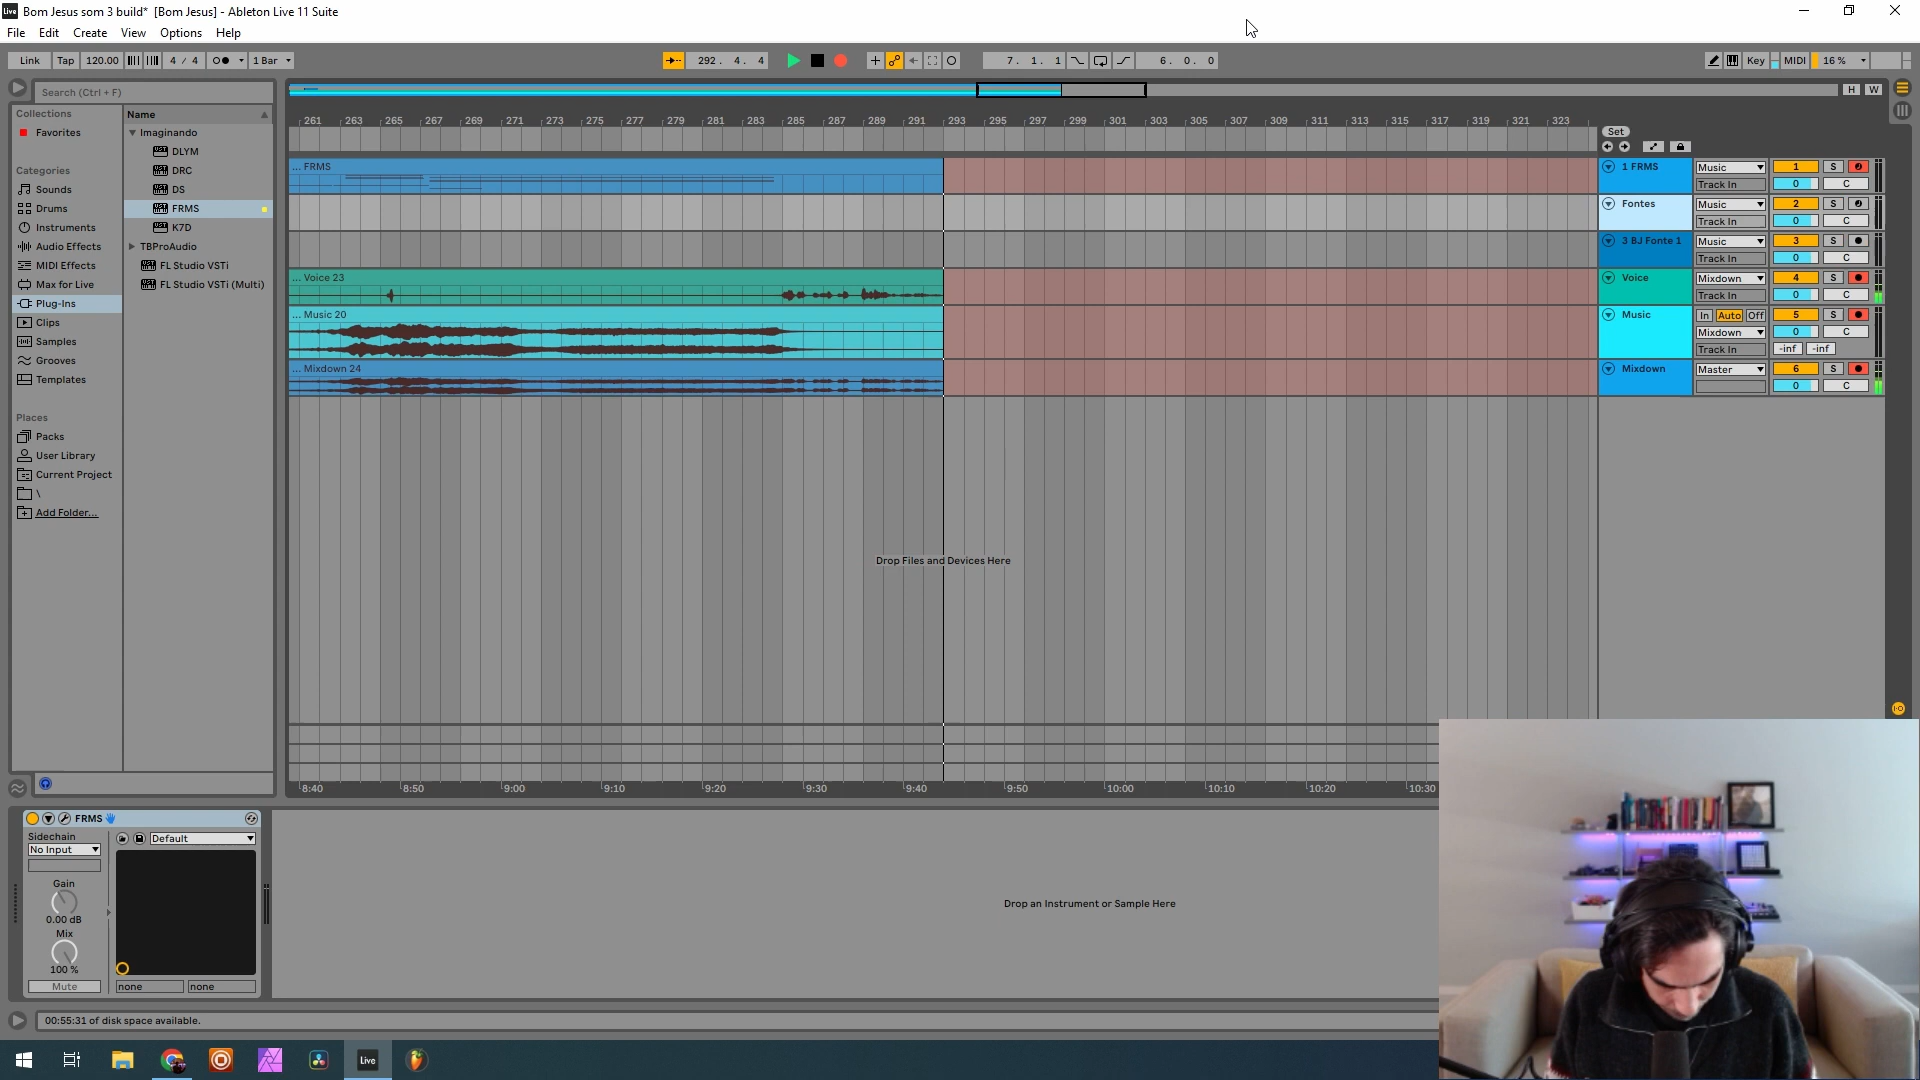 Bom Jesus som 3 build* [Bom Jesus] - Ableton Live 11 Suite
File Edit Create View Options Help
Link Tap 120.00 4 / 4 1 Bar 292. 4. 4 7. 1. 1 6. 0. 0 Key MIDI 16 %
Search (Ctrl + F)
H W
Collections
Favorites
Categories
Sounds
Drums
Instruments
Audio Effects
MIDI Effects
Max for Live
Plug-Ins
Clips
Samples
Grooves
Templates
Places
Packs
User Library
Current Project
\
Add Folder...
Name
Imaginando
DLYM
DRC
DS
FRMS
K7D
TBProAudio
FL Studio VSTi
FL Studio VSTi (Multi)
261 263 265 267 269 271 273 275 277 279 281 283 285 287 289 291 293 295 297 299 301 303 305 307 309 311 313 315 317 319 321 323
Set
... FRMS
... Voice 23
... Music 20
... Mixdown 24
1 FRMS Music 1 S
Track In 0 C
Fontes Music 2 S
Track In 0 C
3 BJ Fonte 1 Music 3 S
Track In 0 C
Voice Mixdown 4 S
Track In 0 C
Music In Auto Off 5 S
Mixdown 0 C
Track In -inf -inf
Mixdown Master 6 S
0 C
Drop Files and Devices Here
8:40 8:50 9:00 9:10 9:20 9:30 9:40 9:50 10:00 10:10 10:20 10:30
FRMS
Sidechain
No Input
Default
Gain
0.00 dB
Mix
100 %
Mute
none none
Drop an Instrument or Sample Here
00:55:31 of disk space available.
Live